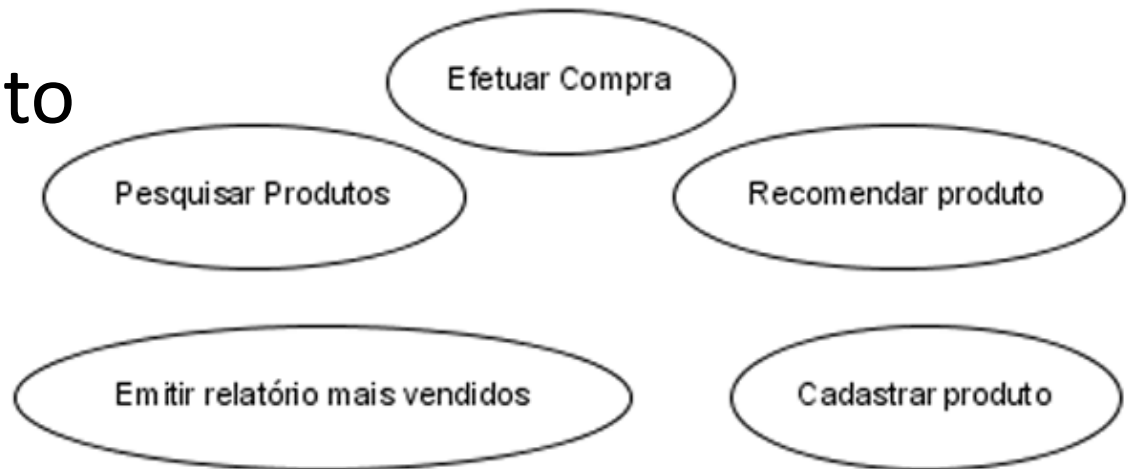 Efetuar Compra
to
Pesquisar Produtos
Recomendar produto
Emitir relatório mais vendidos
Cadastrar produto